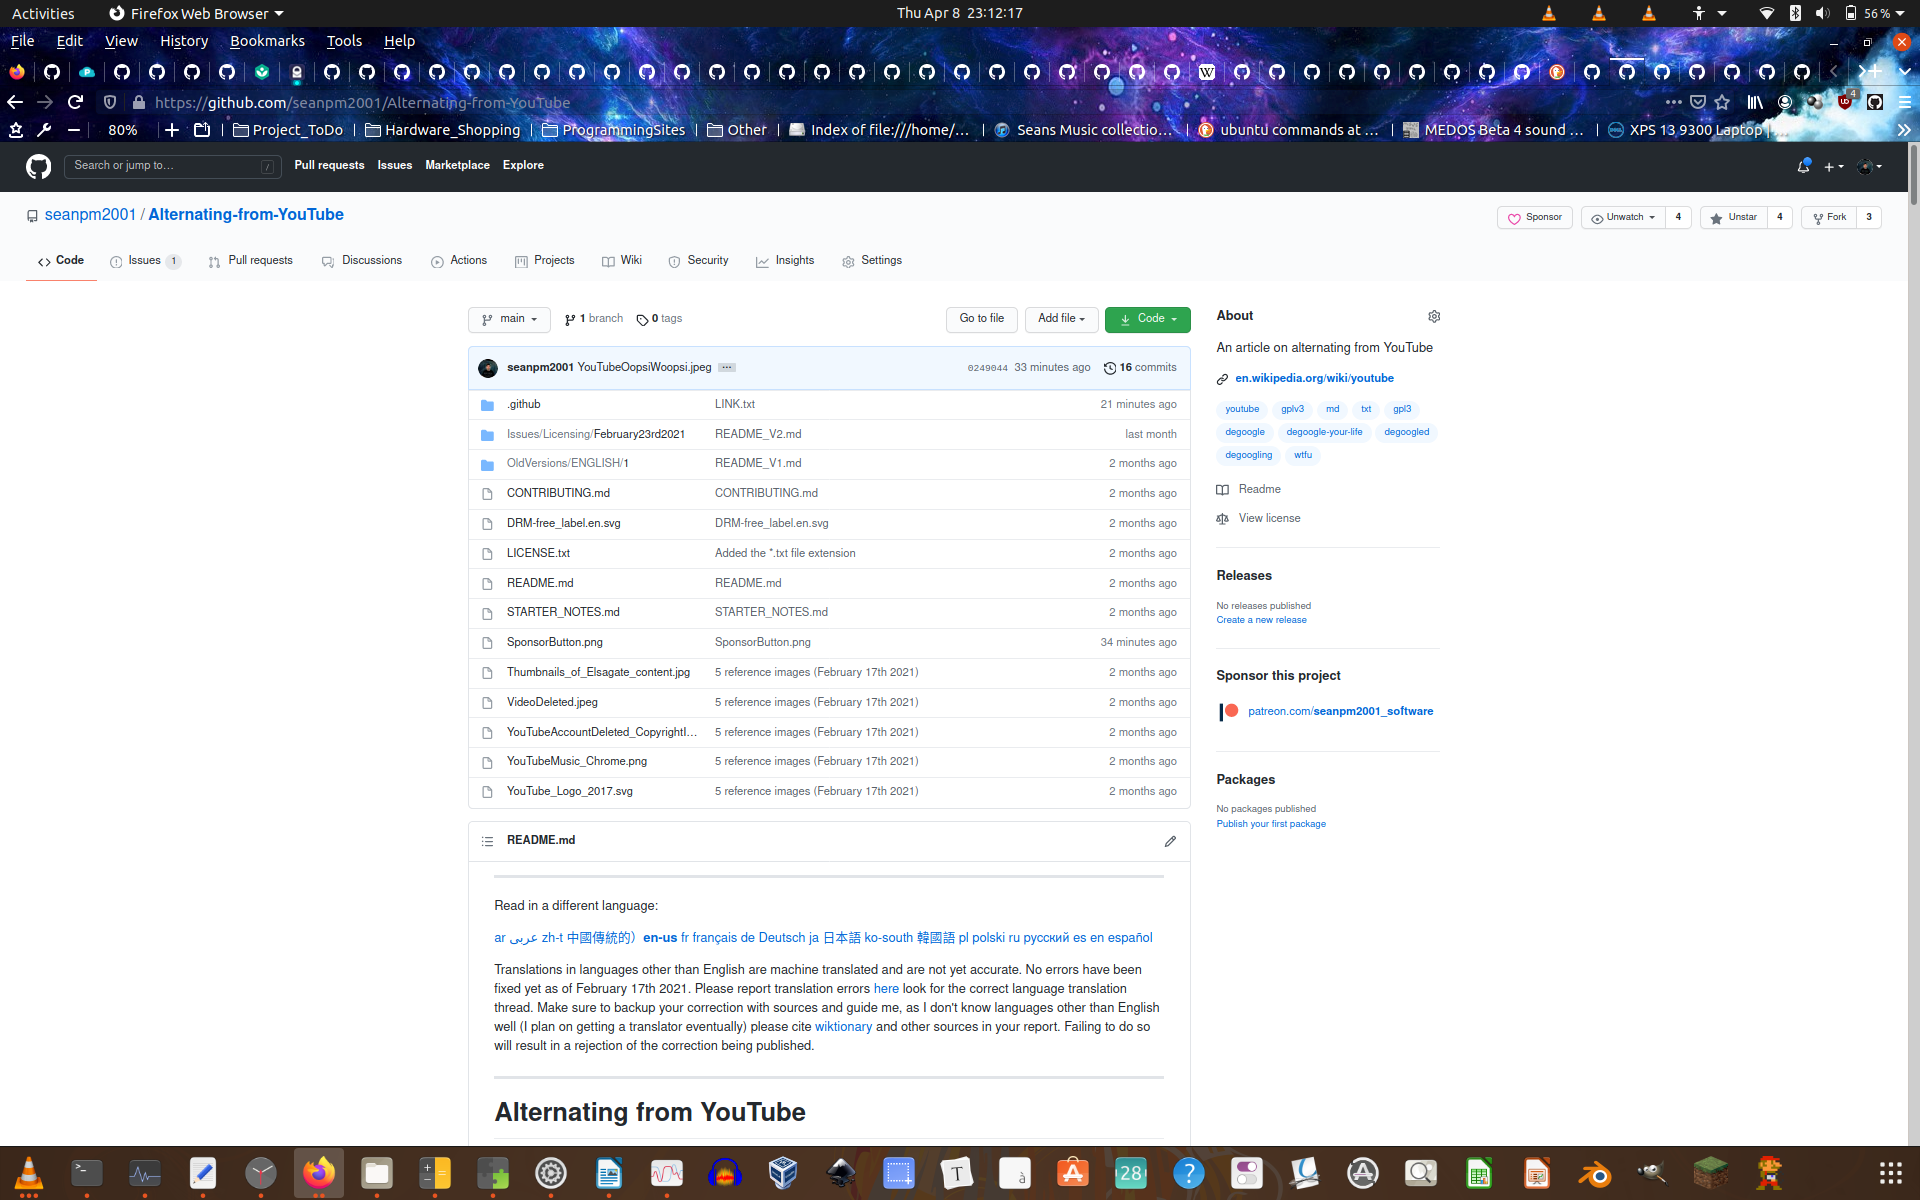 Activities Firefox Web Browser Thu Apr 8 23:12:17 56 %
File Edit View History Bookmarks Tools Help
https://github.com/seanpm2001/Alternating-from-YouTube 4
80% Project_ToDo Hardware_Shopping ProgrammingSites Other Index of file:///home/... Seans Music collectio... ubuntu commands at ... MEDOS Beta 4 sound ... XPS 13 9300 Laptop |...
Search or jump to... / Pull requests Issues Marketplace Explore
seanpm2001 / Alternating-from-YouTube Sponsor Unwatch 4 Unstar 4 Fork 3
Code Issues 1 Pull requests Discussions Actions Projects Wiki Security Insights Settings
main 1 branch 0 tags Go to file Add file Code
seanpm2001 YouTubeOopsiWoopsi.jpeg ... 0249044 33 minutes ago 16 commits
.github LINK.txt 21 minutes ago
Issues/Licensing/February23rd2021 README_V2.md last month
OldVersions/ENGLISH/1 README_V1.md 2 months ago
CONTRIBUTING.md CONTRIBUTING.md 2 months ago
DRM-free_label.en.svg DRM-free_label.en.svg 2 months ago
LICENSE.txt Added the *.txt file extension 2 months ago
README.md README.md 2 months ago
STARTER_NOTES.md STARTER_NOTES.md 2 months ago
SponsorButton.png SponsorButton.png 34 minutes ago
Thumbnails_of_Elsagate_content.jpg 5 reference images (February 17th 2021) 2 months ago
VideoDeleted.jpeg 5 reference images (February 17th 2021) 2 months ago
YouTubeAccountDeleted_CopyrightI... 5 reference images (February 17th 2021) 2 months ago
YouTubeMusic_Chrome.png 5 reference images (February 17th 2021) 2 months ago
YouTube_Logo_2017.svg 5 reference images (February 17th 2021) 2 months ago
About
An article on alternating from YouTube
en.wikipedia.org/wiki/youtube
youtube gplv3 md txt gpl3
degoogle degoogle-your-life degoogled
degoogling wtfu
Readme
View license
Releases
No releases published
Create a new release
Sponsor this project
patreon.com/seanpm2001_software
Packages
No packages published
Publish your first package
README.md
Read in a different language:
ar عربى zh-t 中國傳統的） en-us fr français de Deutsch ja 日本語 ko-south 韓國語 pl polski ru русский es en español
Translations in languages other than English are machine translated and are not yet accurate. No errors have been
fixed yet as of February 17th 2021. Please report translation errors here look for the correct language translation
thread. Make sure to backup your correction with sources and guide me, as I don't know languages other than English
well (I plan on getting a translator eventually) please cite wiktionary and other sources in your report. Failing to do so
will result in a rejection of the correction being published.
Alternating from YouTube